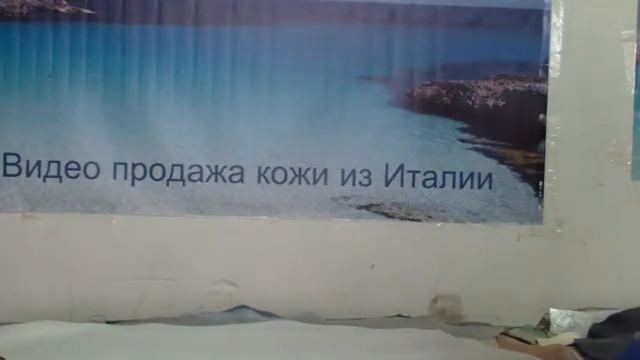 Видео продажа кожи из Италии